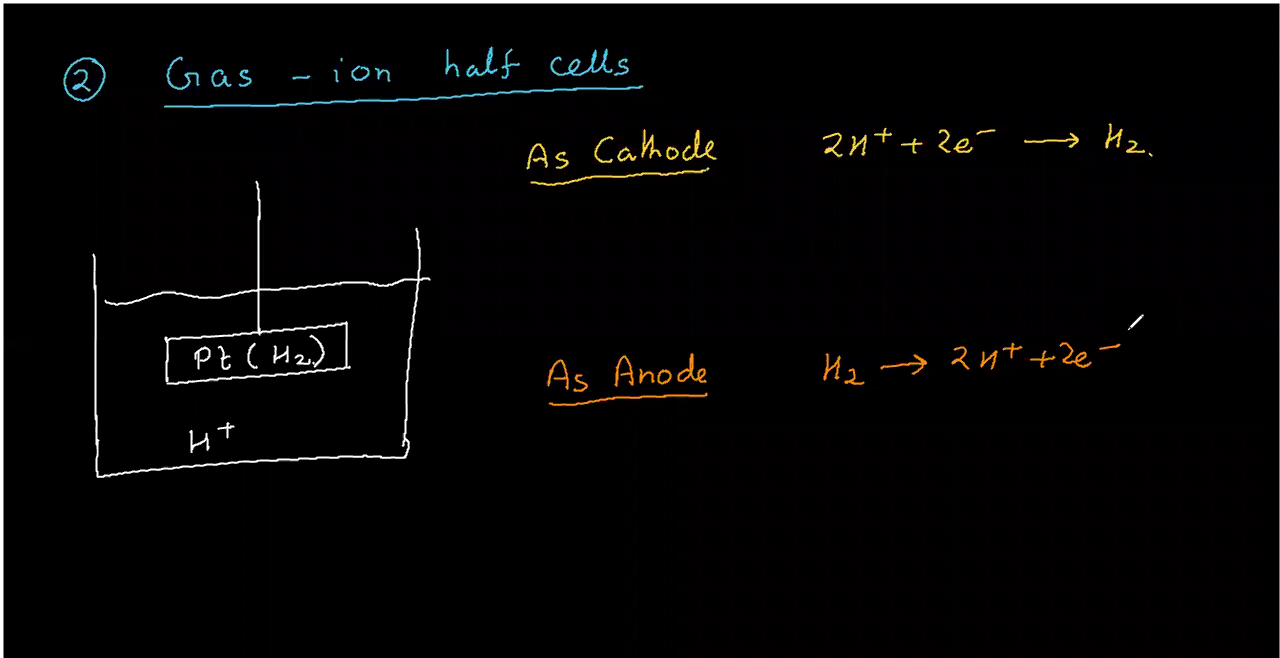 ② Gas - ion half cells
As Cathode 2H⁺ + 2e⁻ ⟶ H₂.
Pt (H₂)
As Anode H₂ ⟶ 2H⁺ + 2e⁻
H⁺